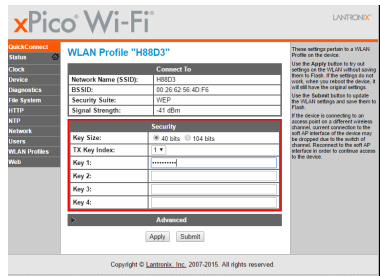 xPico® Wi-Fi®
LANTRONIX®
QuickConnect
Status
Clock
Device
Diagnostics
File System
HTTP
NTP
Network
Users
WLAN Profiles
Web
WLAN Profile "H88D3"
Connect To
Network Name (SSID): H88D3
BSSID: 00:26:62:56:4D:F6
Security Suite: WEP
Signal Strength: -41 dBm
Security
Key Size: 40 bits 104 bits
TX Key Index: 1
Key 1: ••••••••••
Key 2:
Key 3:
Key 4:
Advanced
Apply Submit
These settings pertain to a WLAN
Profile on the device.
Use the Apply button to try out
settings on the WLAN without saving
them to Flash. If the settings do not
work, when you reboot the device, it
will still have the original settings.
Use the Submit button to update
the WLAN settings and save them to
Flash.
If the device is connecting to an
access point on a different wireless
channel, current connection to the
soft AP interface of the device may
be dropped due to the switch of
channel. Reconnect to the soft AP
interface in order to continue access
to the device.
Copyright © Lantronix, Inc. 2007-2015. All rights reserved.